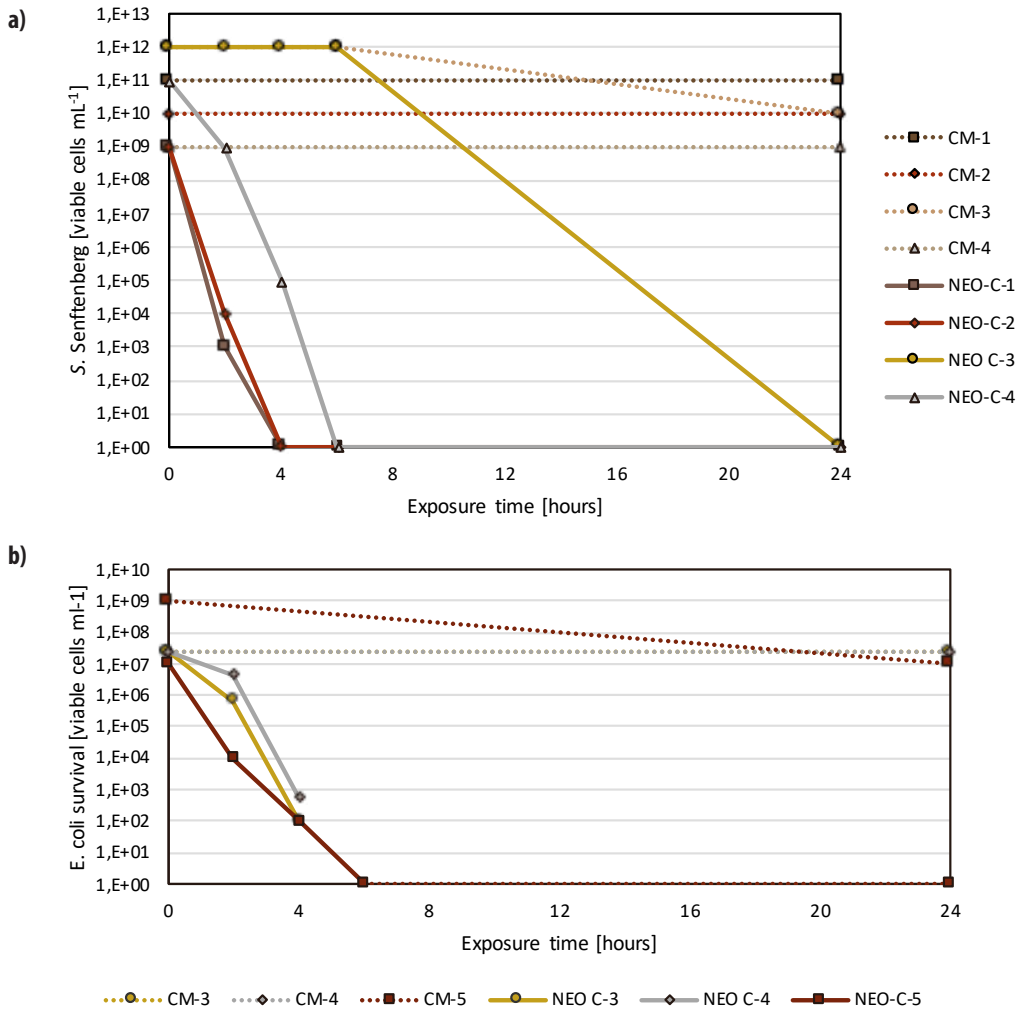 a)
1,E+13
1,E+12
1,E+11
1,E+10
1,E+09
1,E+08
1,E+07
1,E+06
1,E+05
1,E+04
1,E+03
1,E+02
1,E+01
1,E+00
S. Senftenberg [viable cells mL-1]
0 4 8 12 16 20 24
Exposure time [hours]
CM-1
CM-2
CM-3
CM-4
NEO-C-1
NEO-C-2
NEO C-3
NEO-C-4
b)
1,E+10
1,E+09
1,E+08
1,E+07
1,E+06
1,E+05
1,E+04
1,E+03
1,E+02
1,E+01
1,E+00
E. coli survival [viable cells ml-1]
0 4 8 12 16 20 24
Exposure time [hours]
CM-3 CM-4 CM-5 NEO C-3 NEO C-4 NEO-C-5